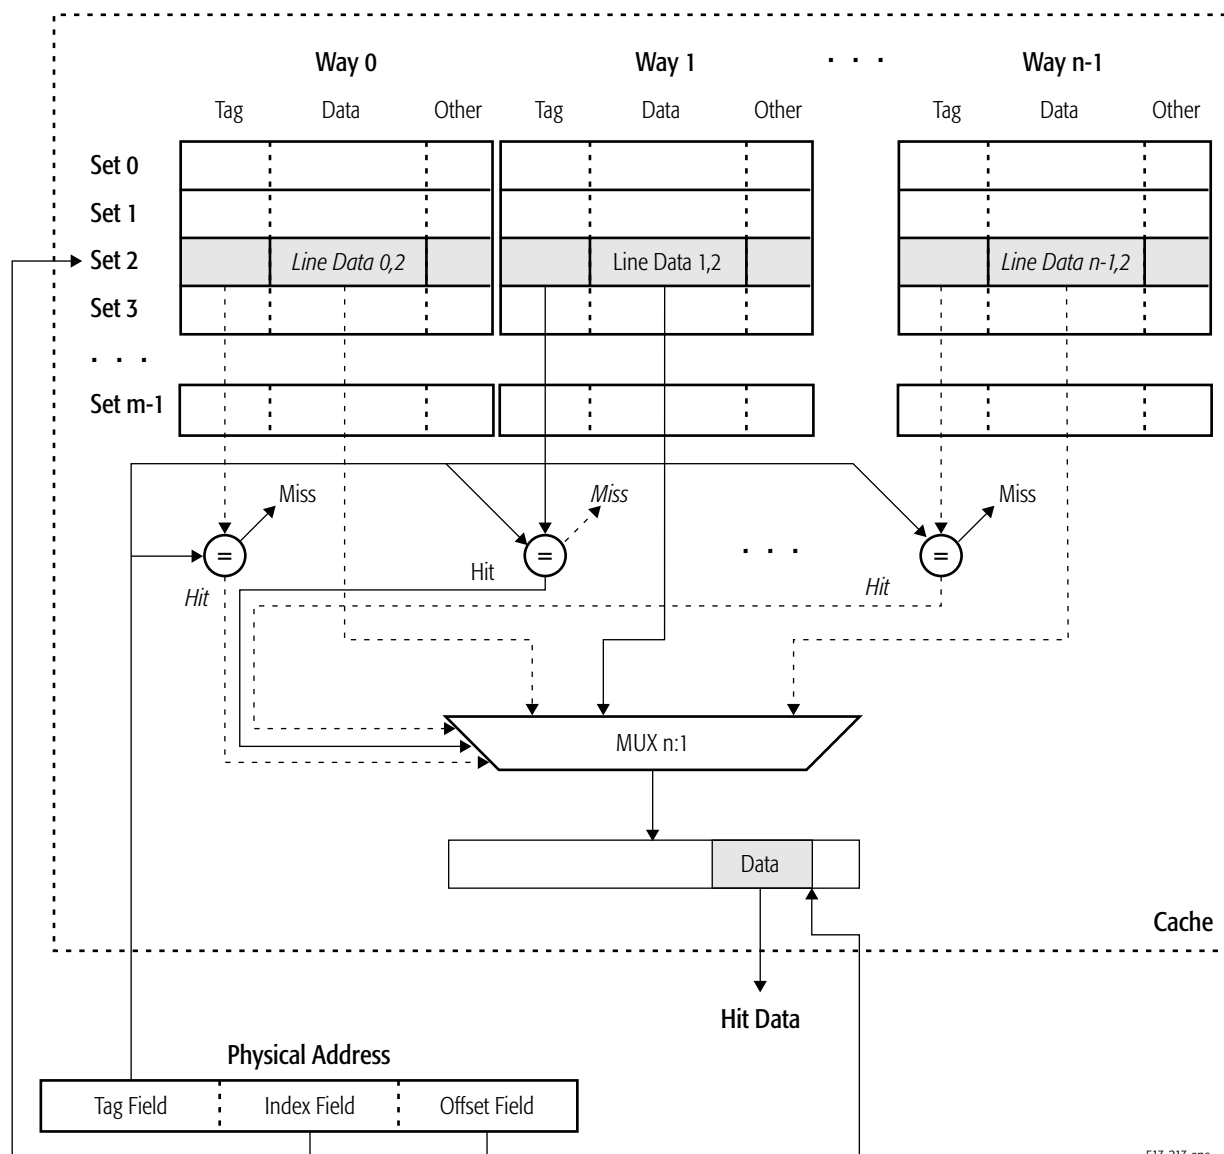 Way 0 Way 1 . . . Way n-1
Tag Data Other Tag Data Other Tag Data Other
Set 0
Set 1
Set 2 Line Data 0,2 Line Data 1,2 Line Data n-1,2
Set 3
. . .
Set m-1
Miss Miss Miss
= = . . . =
Hit Hit Hit
MUX n:1
Data
Cache
Hit Data
Physical Address
Tag Field Index Field Offset Field